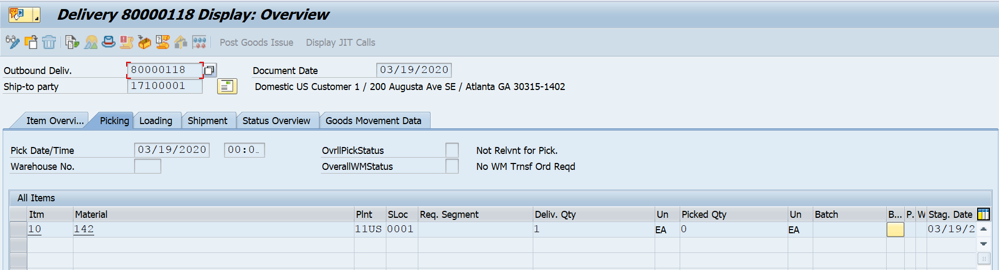 Delivery 80000118 Display: Overview
Post Goods Issue Display JIT Calls
Outbound Deliv. 80000118 Document Date 03/19/2020
Ship-to party 17100001 Domestic US Customer 1 / 200 Augusta Ave SE / Atlanta GA 30315-1402
Item Overvi... Picking Loading Shipment Status Overview Goods Movement Data
Pick Date/Time 03/19/2020 00:0… OvrllPickStatus Not Relvnt for Pick.
Warehouse No. OverallWMStatus No WM Trnsf Ord Reqd
All Items
Itm Material Plnt SLoc Req. Segment Deliv. Qty Un Picked Qty Un Batch B... P. W Stag. Date
10 142 11US 0001 1 EA 0 EA 03/19/2